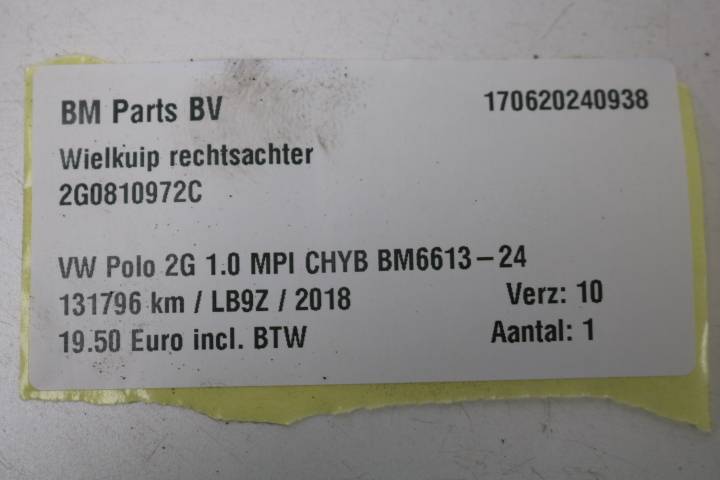 BM Parts BV 170620240938
Wielkuip rechtsachter
2G0810972C
VW Polo 2G 1.0 MPI CHYB BM6613-24
131796 km / LB9Z / 2018 Verz: 10
19.50 Euro incl. BTW Aantal: 1